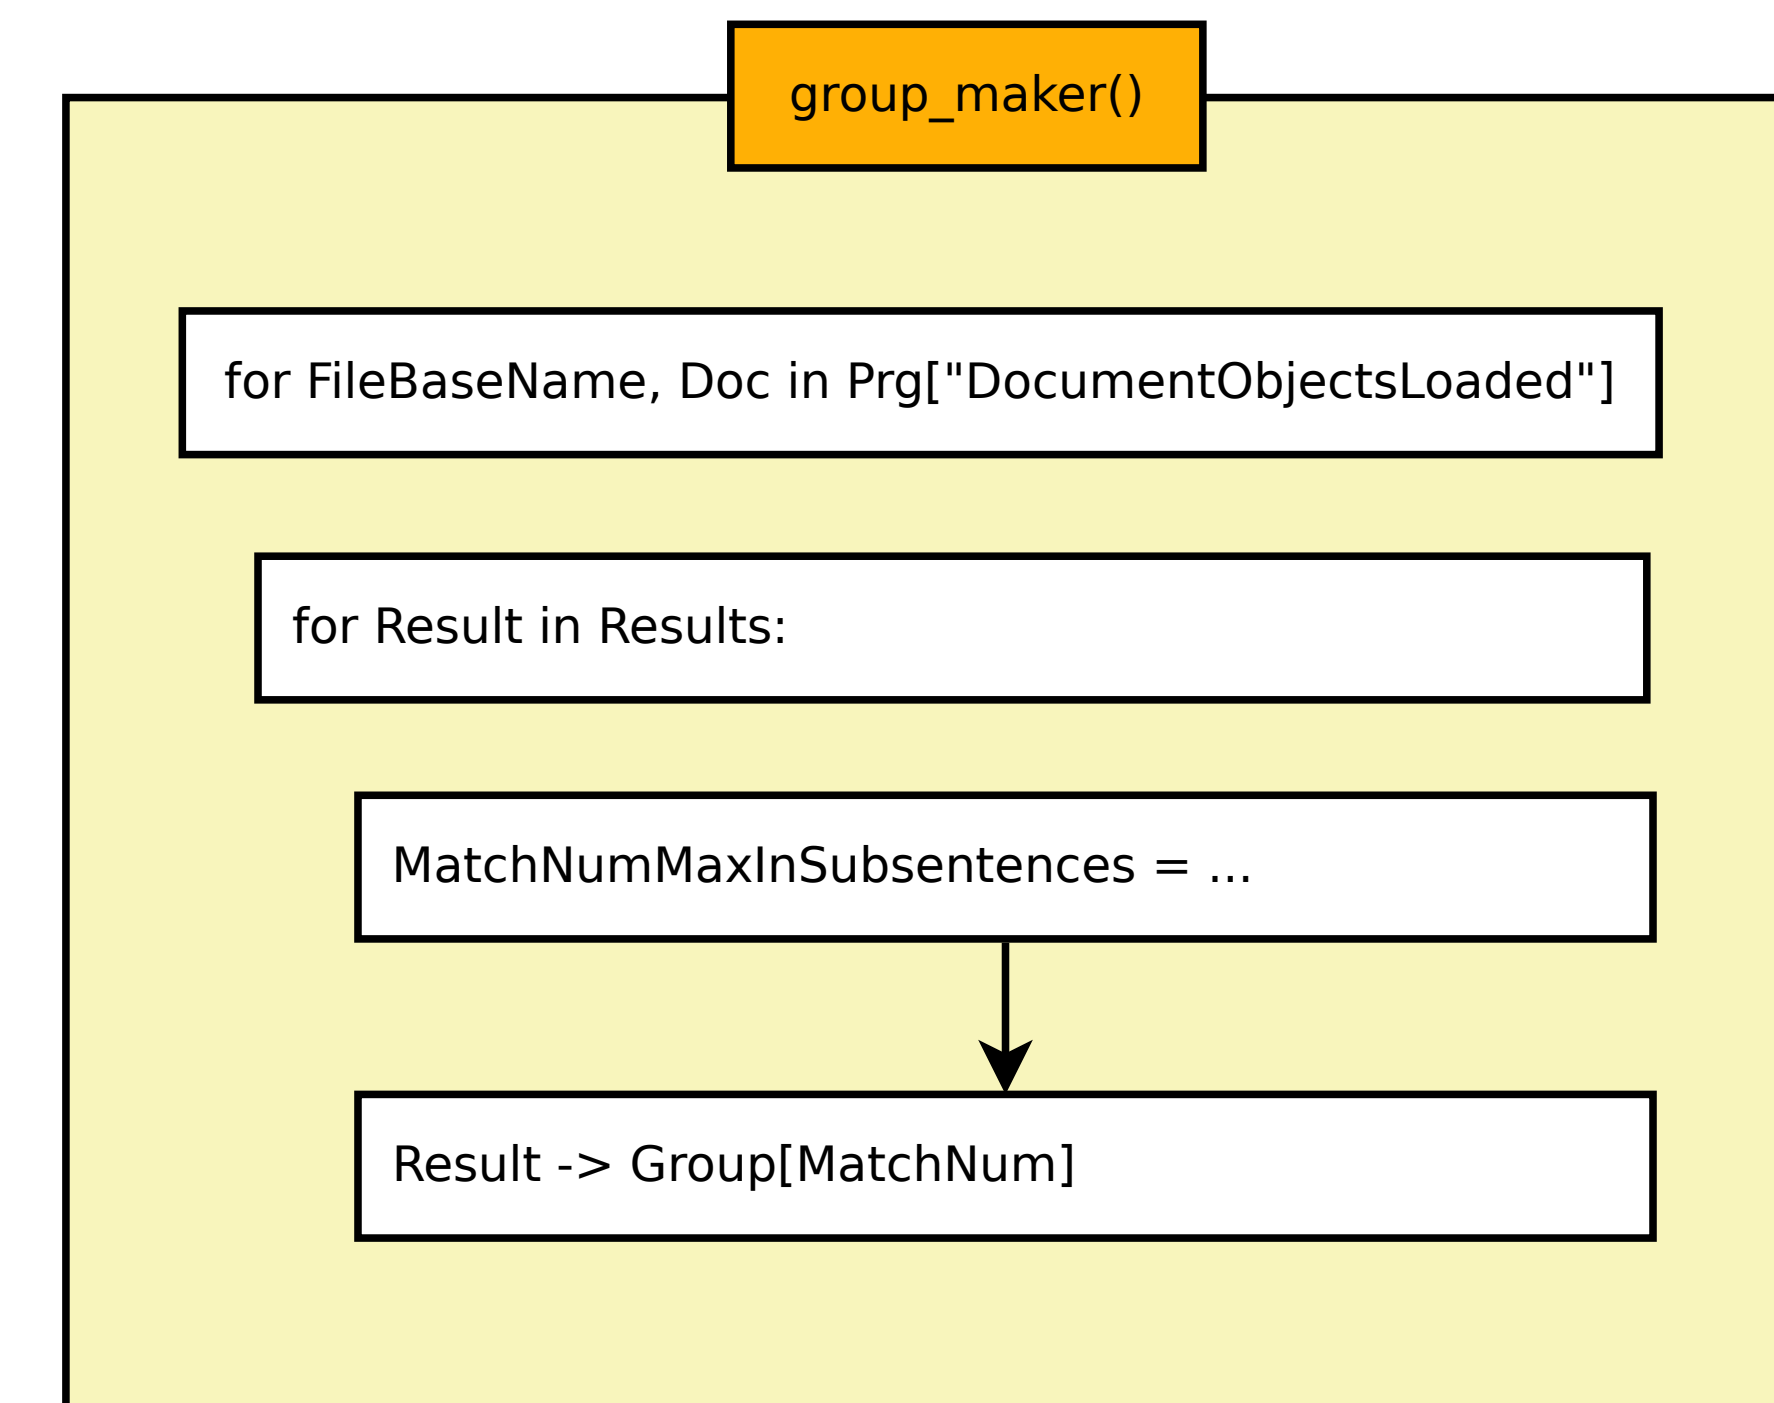 group_maker()
for FileBaseName, Doc in Prg["DocumentObjectsLoaded"]
for Result in Results:
MatchNumMaxInSubsentences = ...
Result -> Group[MatchNum]